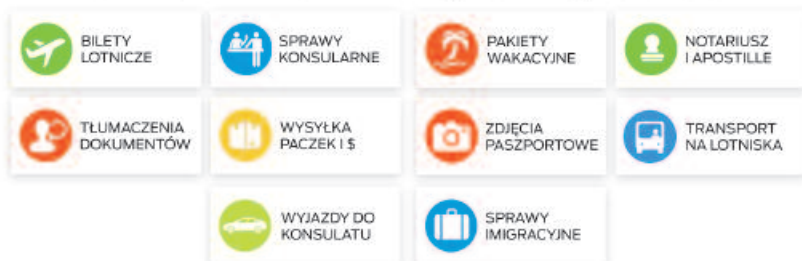 BILETY
LOTNICZE
SPRAWY
KONSULARNE
PAKIETY
WAKACYJNE
NOTARIUSZ
I APOSTILLE
TŁUMACZENIA
DOKUMENTÓW
WYSYŁKA
PACZEK I $
ZDJĘCIA
PASZPORTOWE
TRANSPORT
NA LOTNISKA
WYJAZDY DO
KONSULATU
SPRAWY
IMIGRACYJNE